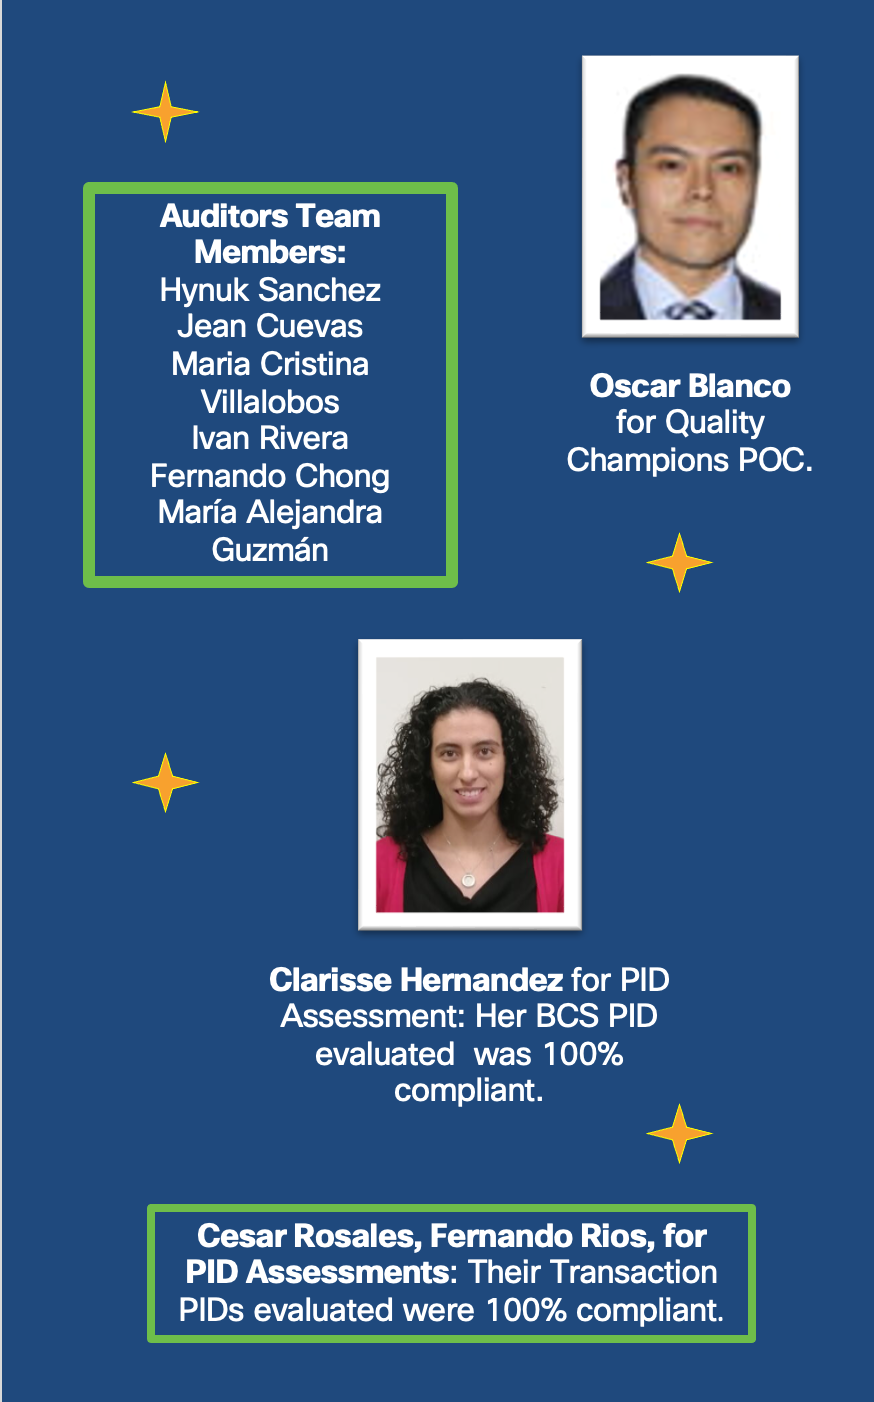 Auditors Team
Members:
Hynuk Sanchez
Jean Cuevas
Maria Cristina
Villalobos
Ivan Rivera
Fernando Chong
María Alejandra
Guzmán
Oscar Blanco
for Quality
Champions POC.
Clarisse Hernandez for PID
Assessment: Her BCS PID
evaluated  was 100%
compliant.
Cesar Rosales, Fernando Rios, for
PID Assessments: Their Transaction
PIDs evaluated were 100% compliant.